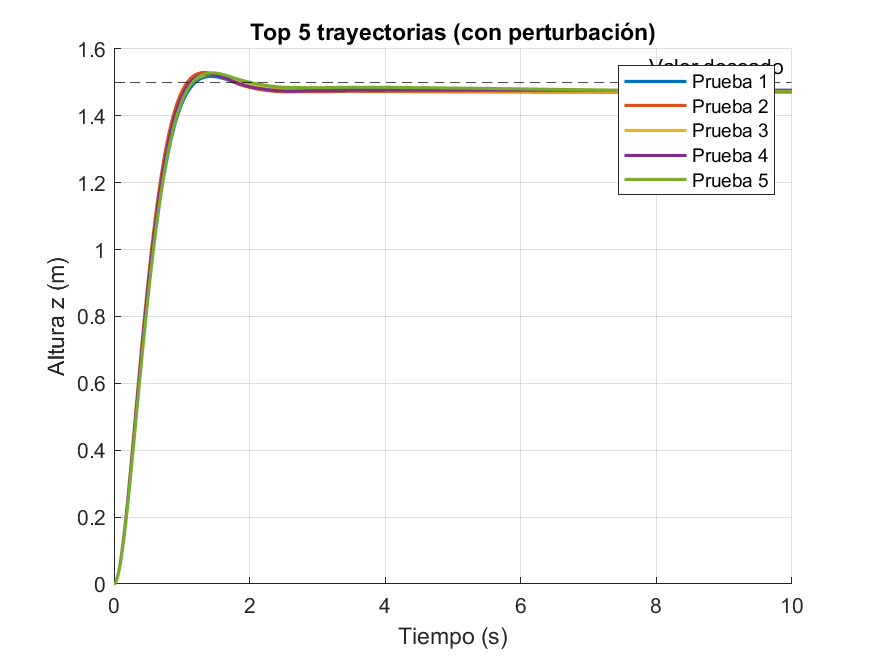 Top 5 trayectorias (con perturbación)
1.6
1.4
1.2
1
0.8
0.6
0.4
0.2
0
Altura z (m)
Valor deseado
Prueba 1
Prueba 2
Prueba 3
Prueba 4
Prueba 5
0 2 4 6 8 10
Tiempo (s)